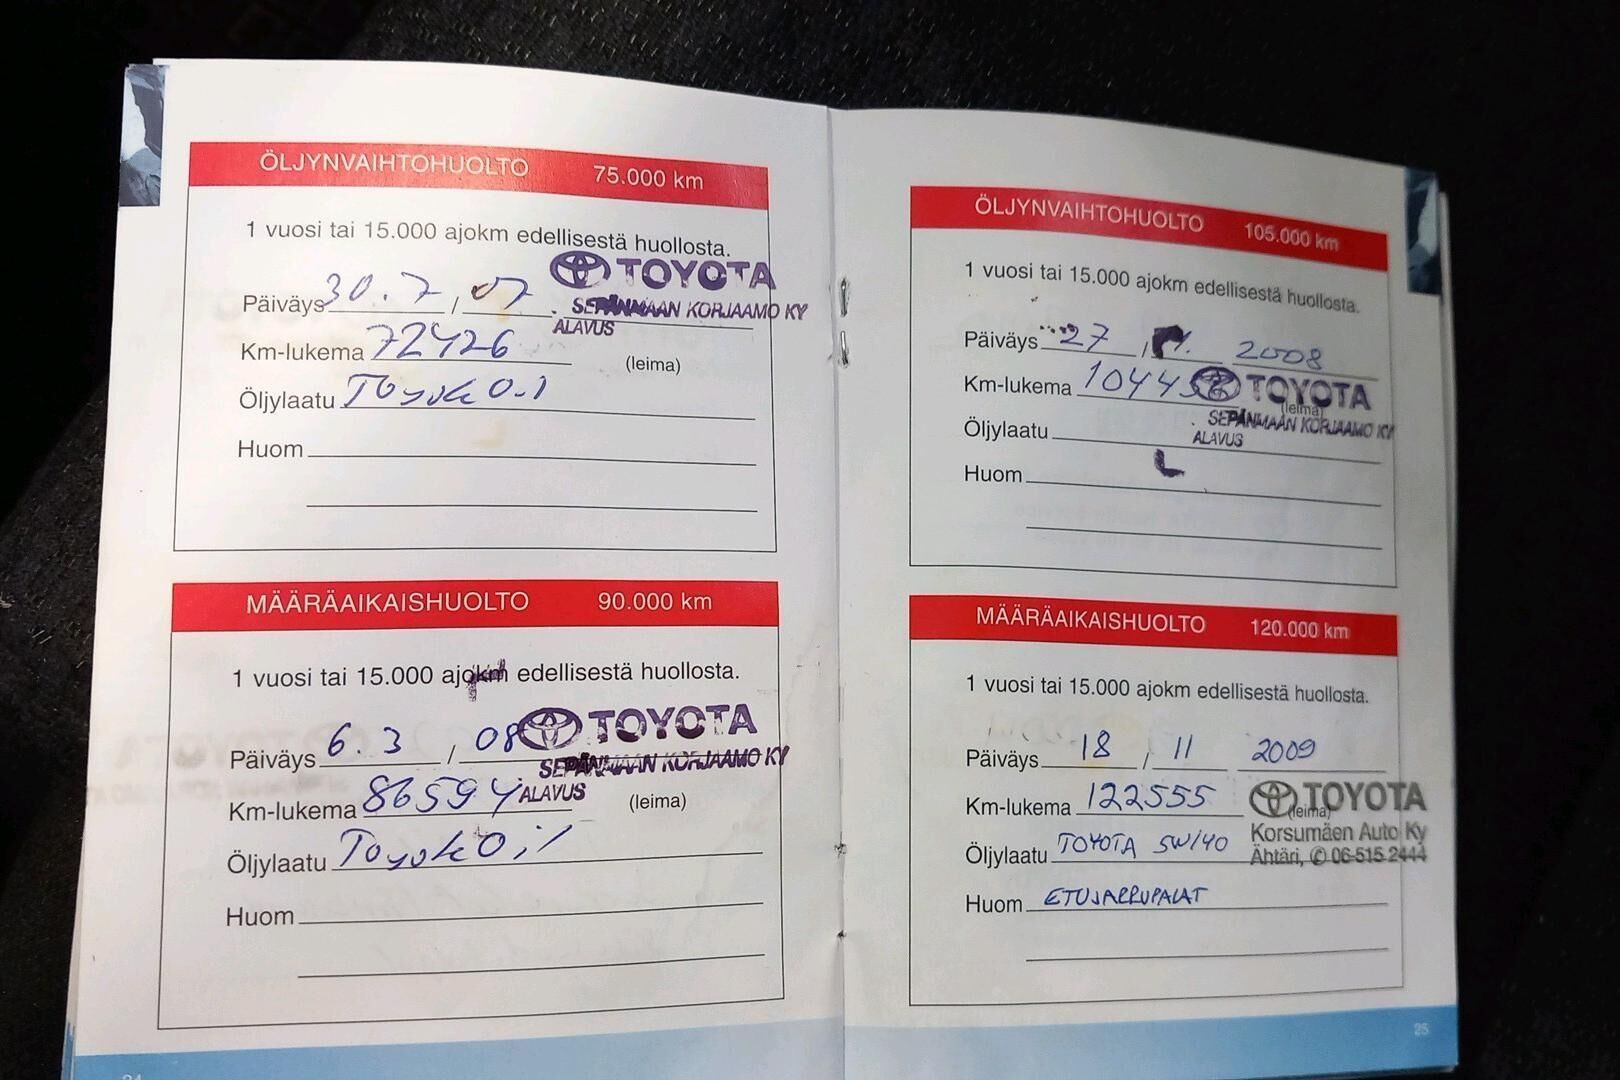 ÖLJYNVAIHTOHUOLTO 75.000 km
1 vuosi tai 15.000 ajokm edellisestä huollosta.
TOYOTA
Päiväys 30.7 / 07
SEPÄNMAAN KORJAAMO KY
ALAVUS
Km-lukema 72426 (leima)
Öljylaatu
Huom
MÄÄRÄAIKAISHUOLTO 90.000 km
1 vuosi tai 15.000 ajokm edellisestä huollosta.
TOYOTA
Päiväys 6.3 / 08
SEPÄNMAAN KORJAAMO KY
ALAVUS
Km-lukema 86594 (leima)
Öljylaatu
Huom
24
ÖLJYNVAIHTOHUOLTO 105.000 km
1 vuosi tai 15.000 ajokm edellisestä huollosta.
Päiväys 27 / 2008
Km-lukema
TOYOTA
(leima)
SEPÄNMAAN KORJAAMO KY
ALAVUS
Öljylaatu
Huom
MÄÄRÄAIKAISHUOLTO 120.000 km
1 vuosi tai 15.000 ajokm edellisestä huollosta.
Päiväys 18 / 11 2009
Km-lukema 122555 TOYOTA
(leima)
Korsumäen Auto Ky
Öljylaatu TOYOTA 5W/40
Ähtäri, ✆ 06-515 2444
Huom ETUJARRUPALAT
25